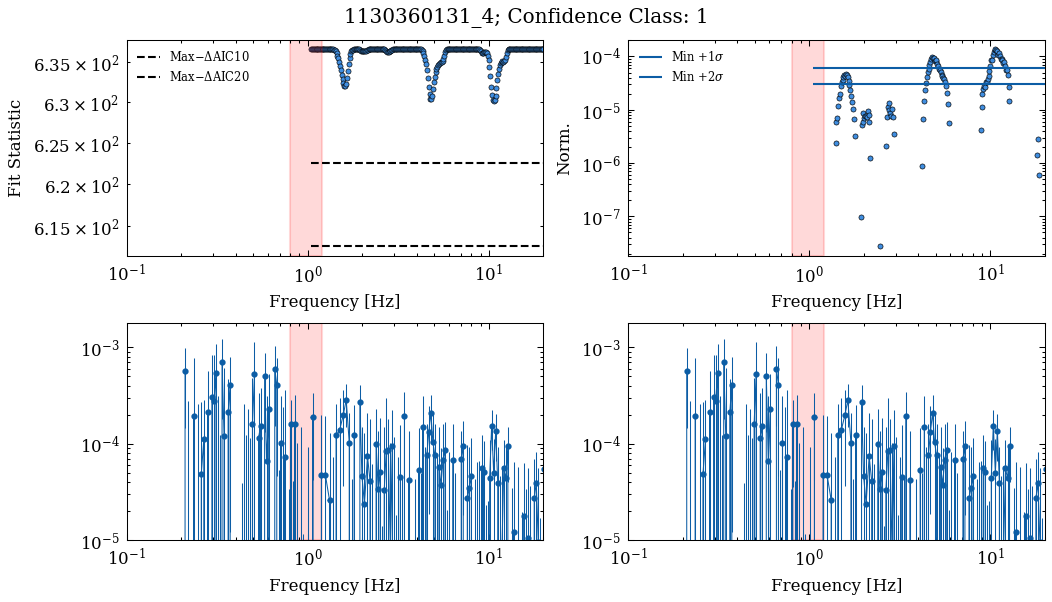 1130360131_4; Confidence Class: 1
Max−ΔAIC10
Max−ΔAIC20
6.35 × 10²
6.3 × 10²
6.25 × 10²
6.2 × 10²
6.15 × 10²
Fit Statistic
10⁻¹ 10⁰ 10¹
Frequency [Hz]
Min +1σ
Min +2σ
10⁻⁴
10⁻⁵
10⁻⁶
10⁻⁷
Norm.
10⁻¹ 10⁰ 10¹
Frequency [Hz]
10⁻³
10⁻⁴
10⁻⁵
10⁻¹ 10⁰ 10¹
Frequency [Hz]
10⁻³
10⁻⁴
10⁻⁵
10⁻¹ 10⁰ 10¹
Frequency [Hz]